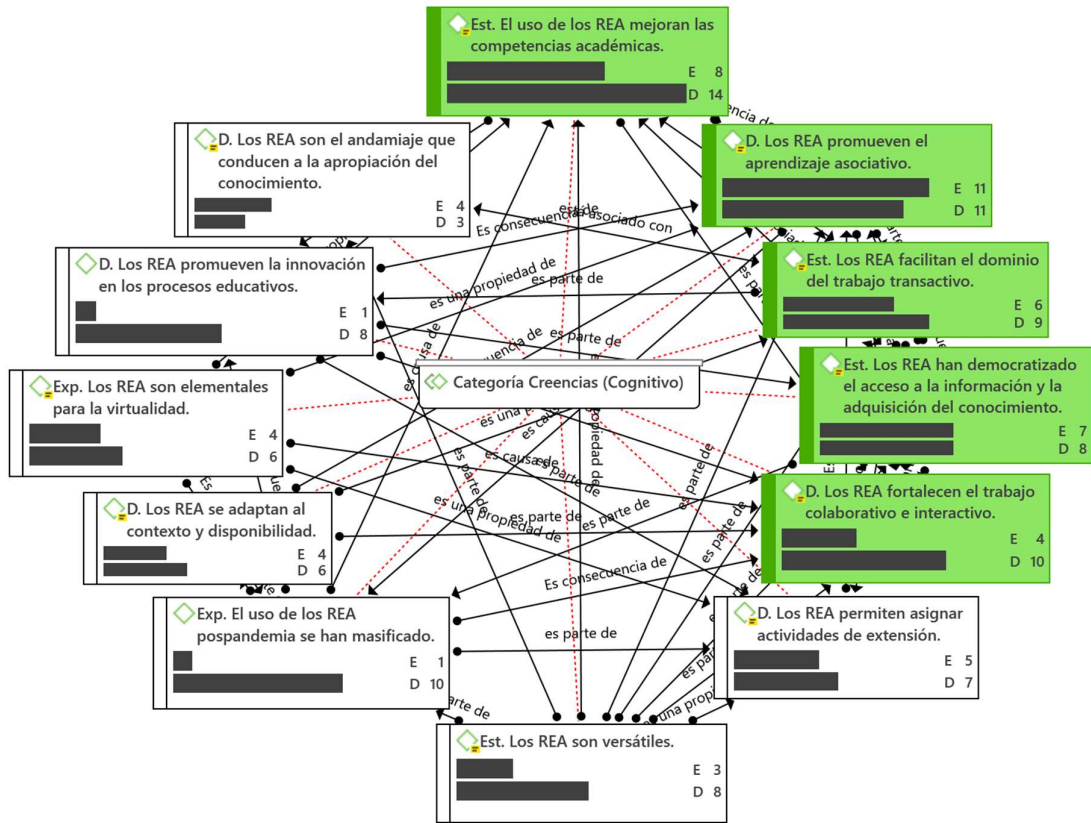 Est. El uso de los REA mejoran las
competencias académicas.
E 8
D 14
D. Los REA son el andamiaje que
conducen a la apropiación del
conocimiento.
E 4
D 3
D. Los REA promueven el
aprendizaje asociativo.
E 11
D 11
Es consecuencia
asociado con
D. Los REA promueven la innovación
en los procesos educativos.
E 1
D 8
es una propiedad de
es parte de
Est. Los REA facilitan el dominio
del trabajo transactivo.
E 6
D 9
es parte de
Categoría Creencias (Cognitivo)
Exp. Los REA son elementales
para la virtualidad.
E 4
D 6
Est. Los REA han democratizado
el acceso a la información y la
adquisición del conocimiento.
E 7
D 8
es causa de
es parte de
es parte de
es parte de
D. Los REA se adaptan al
contexto y disponibilidad.
E 4
D 6
es una propiedad de
es parte de
es parte de
D. Los REA fortalecen el trabajo
colaborativo e interactivo.
E 4
D 10
es parte de
Es consecuencia de
Exp. El uso de los REA
pospandemia se han masificado.
E 1
D 10
es parte de
D. Los REA permiten asignar
actividades de extensión.
E 5
D 7
Est. Los REA son versátiles.
E 3
D 8